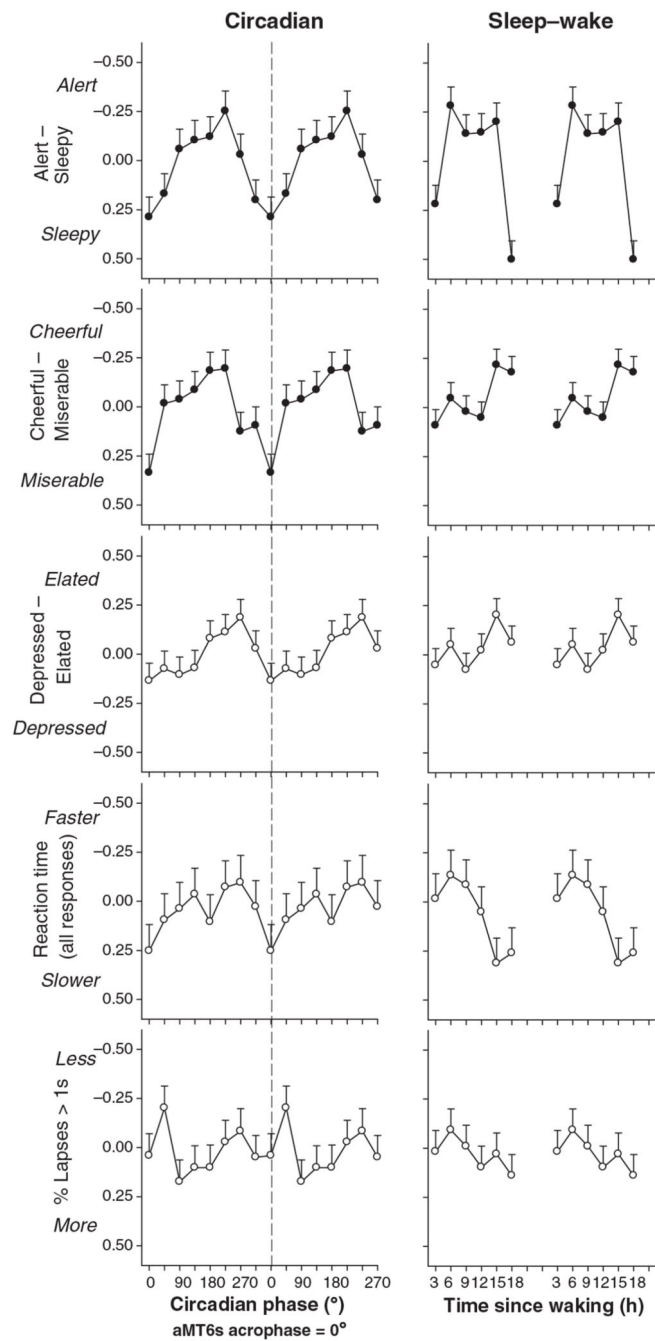 Circadian
Sleep–wake
Alert
Alert –
Sleepy
Sleepy
–0.50
–0.25
0.00
0.25
0.50
Cheerful
Cheerful –
Miserable
Miserable
–0.50
–0.25
0.00
0.25
0.50
Elated
Depressed –
Elated
Depressed
0.50
0.25
0.00
–0.25
–0.50
Faster
Reaction time
(all responses)
Slower
–0.50
–0.25
0.00
0.25
0.50
Less
% Lapses > 1s
More
–0.50
–0.25
0.00
0.25
0.50
0 90 180 270 0 90 180 270
3 6 9 12 15 18 3 6 9 12 15 18
Circadian phase (°)
Time since waking (h)
aMT6s acrophase = 0°